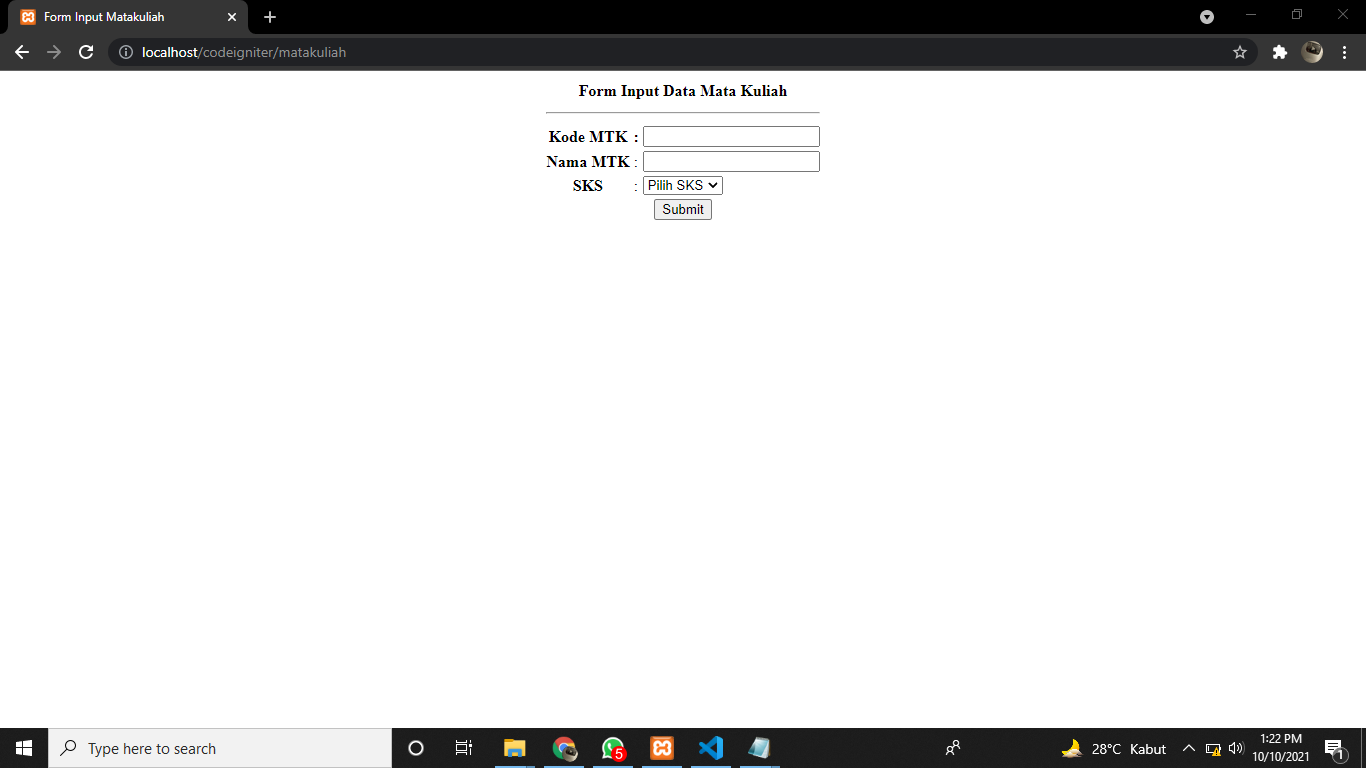 Form Input Matakuliah
localhost/codeigniter/matakuliah
Form Input Data Mata Kuliah
Kode MTK :
Nama MTK :
SKS : Pilih SKS
Submit
Type here to search
5
28°C Kabut
1:22 PM
10/10/2021
1